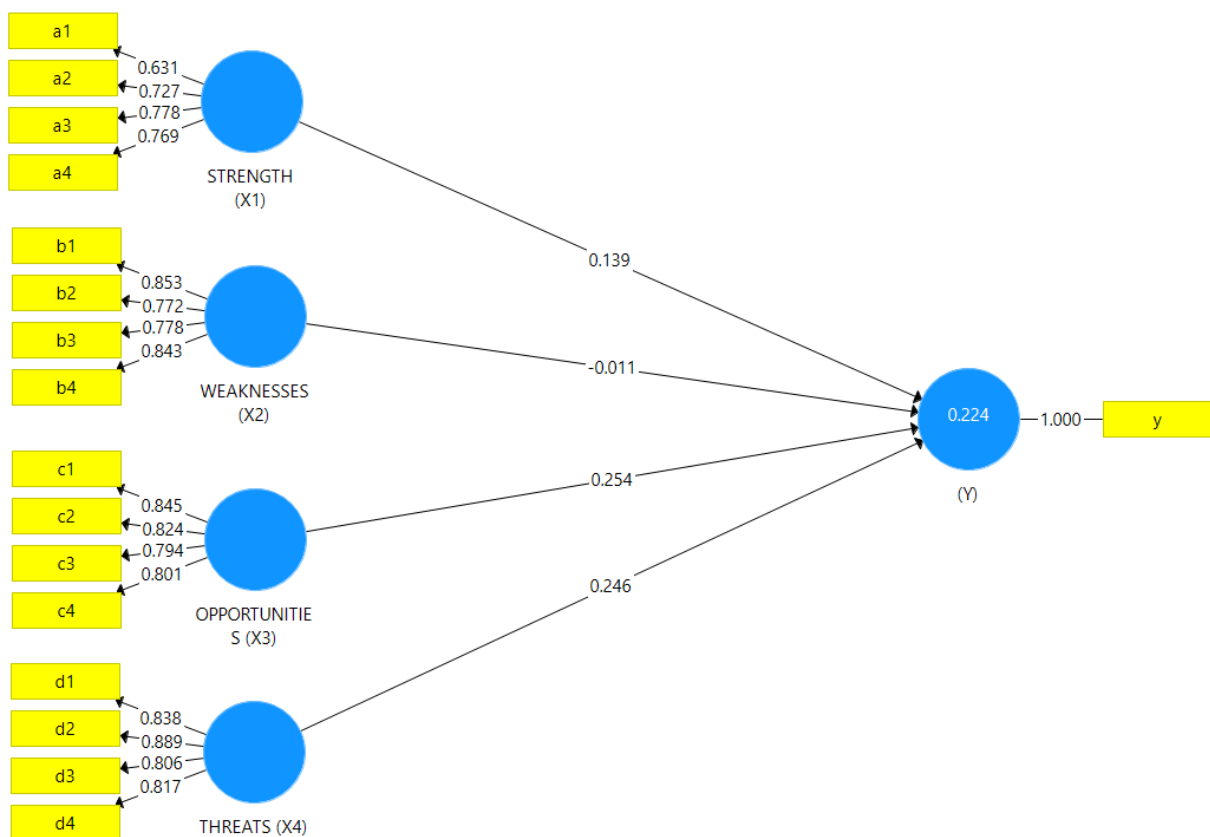 a1
0.631
a2
0.727
a3
0.778
0.769
a4
STRENGTH
(X1)
b1
0.853
b2
0.772
b3
0.778
0.843
b4
WEAKNESSES
(X2)
c1
0.845
c2
0.824
c3
0.794
0.801
c4
OPPORTUNITIE
S (X3)
d1
0.838
d2
0.889
d3
0.806
0.817
d4
THREATS (X4)
0.139
-0.011
0.254
0.246
0.224
(Y)
1.000
y